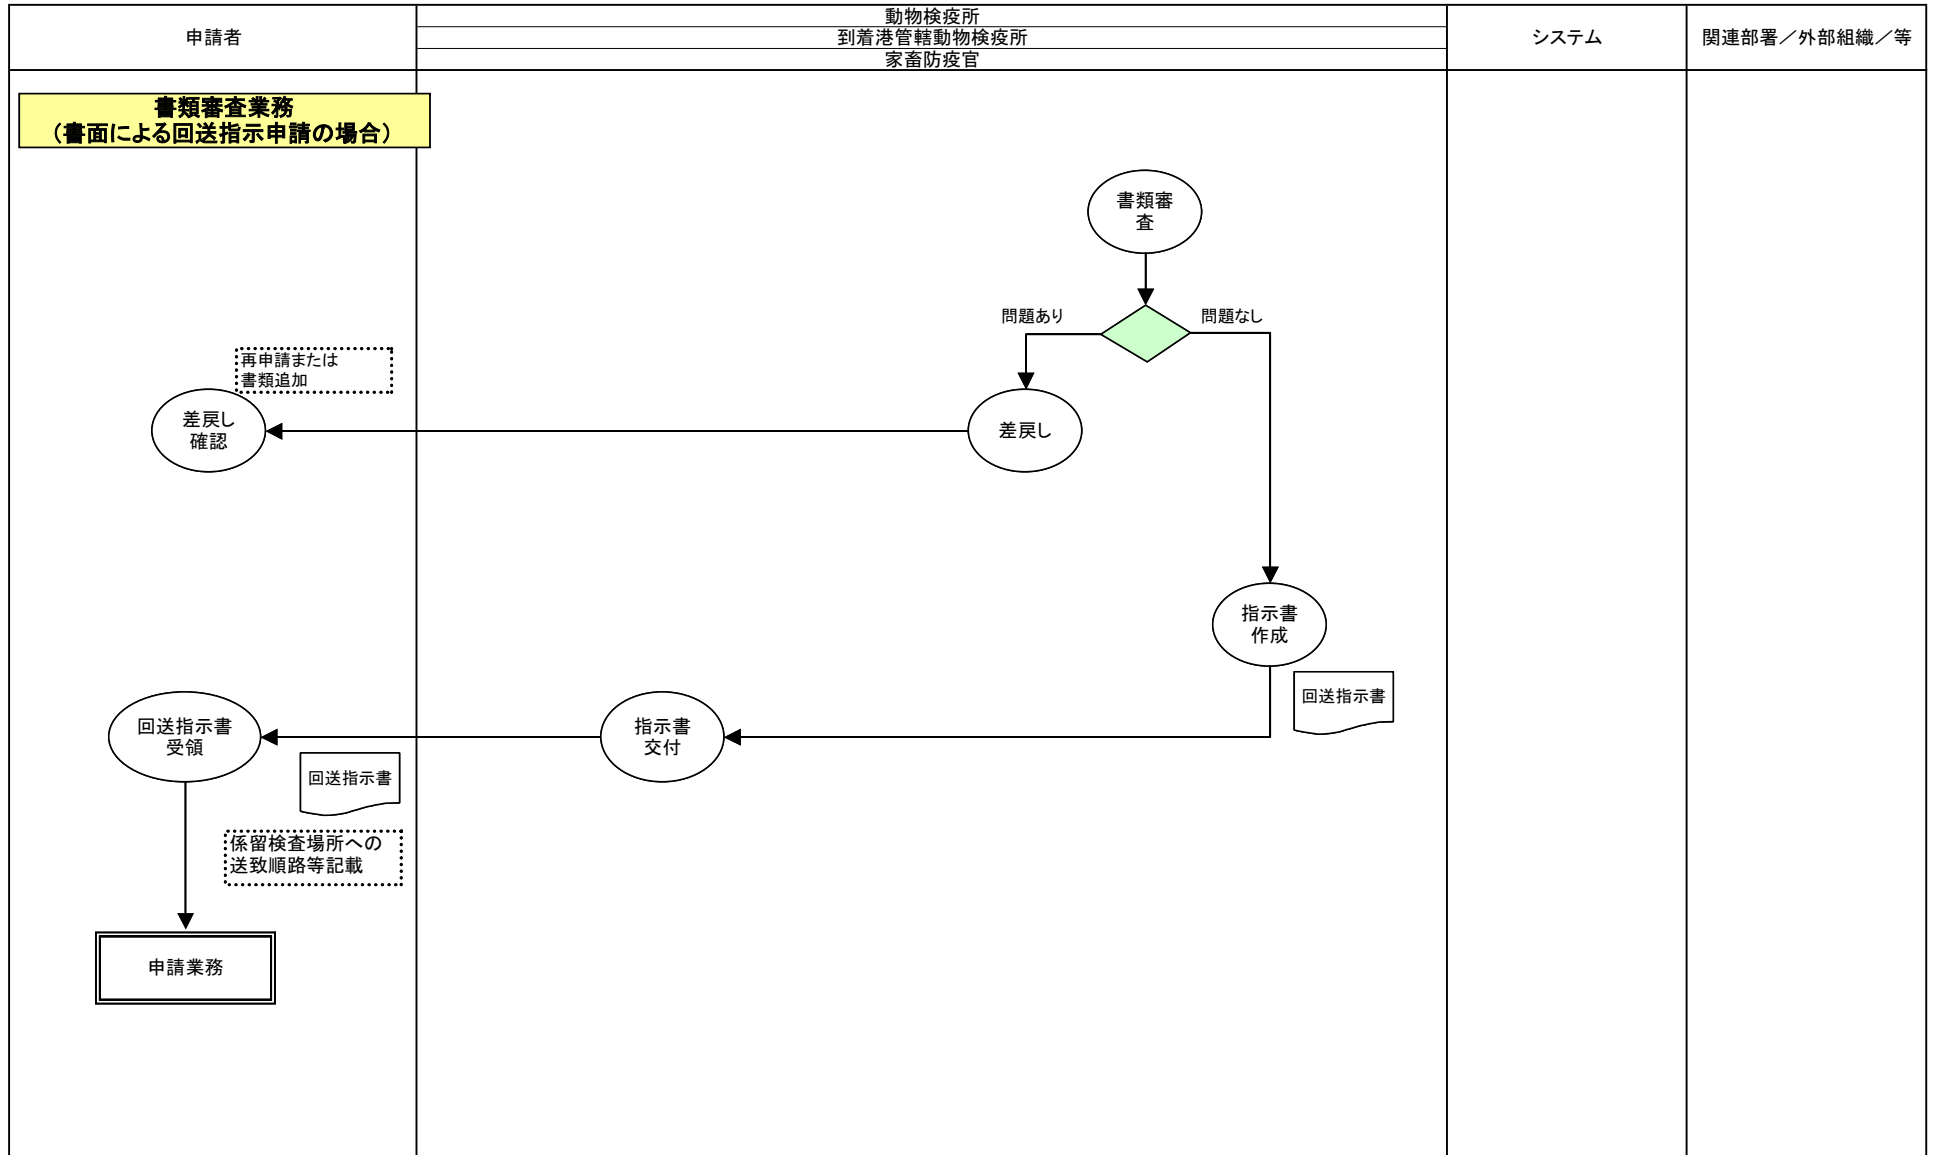 申請者
動物検疫所
到着港管轄動物検疫所
家畜防疫官
システム
関連部署／外部組織／等
書類審査業務
（書面による回送指示申請の場合）
書類審
査
問題あり
問題なし
再申請または
書類追加
差戻し
確認
差戻し
指示書
作成
回送指示書
回送指示書
受領
指示書
交付
回送指示書
係留検査場所への
送致順路等記載
申請業務